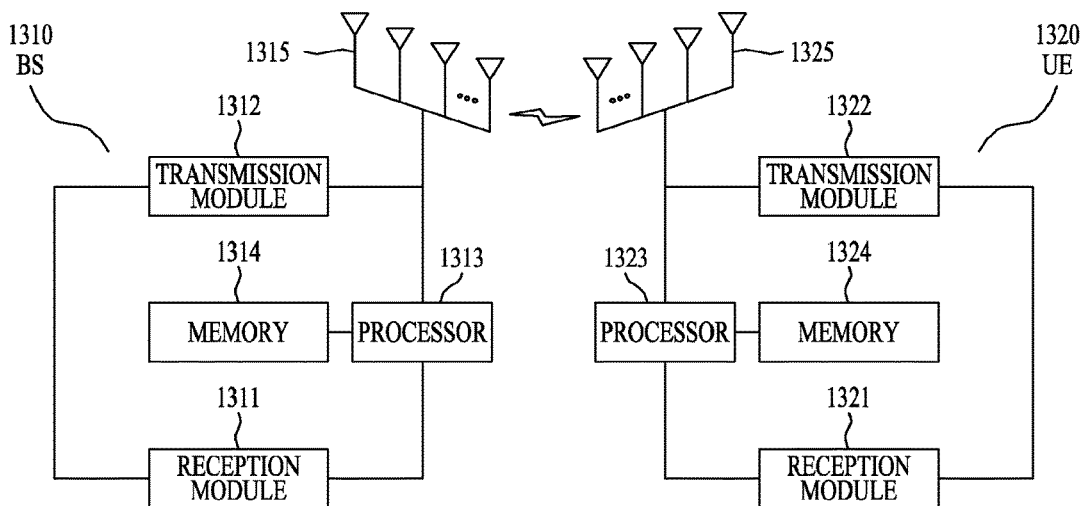 1310
BS
1315
1325
1320
UE
1312
TRANSMISSION
MODULE
1322
TRANSMISSION
MODULE
1314
MEMORY
1313
PROCESSOR
1323
PROCESSOR
1324
MEMORY
1311
RECEPTION
MODULE
1321
RECEPTION
MODULE